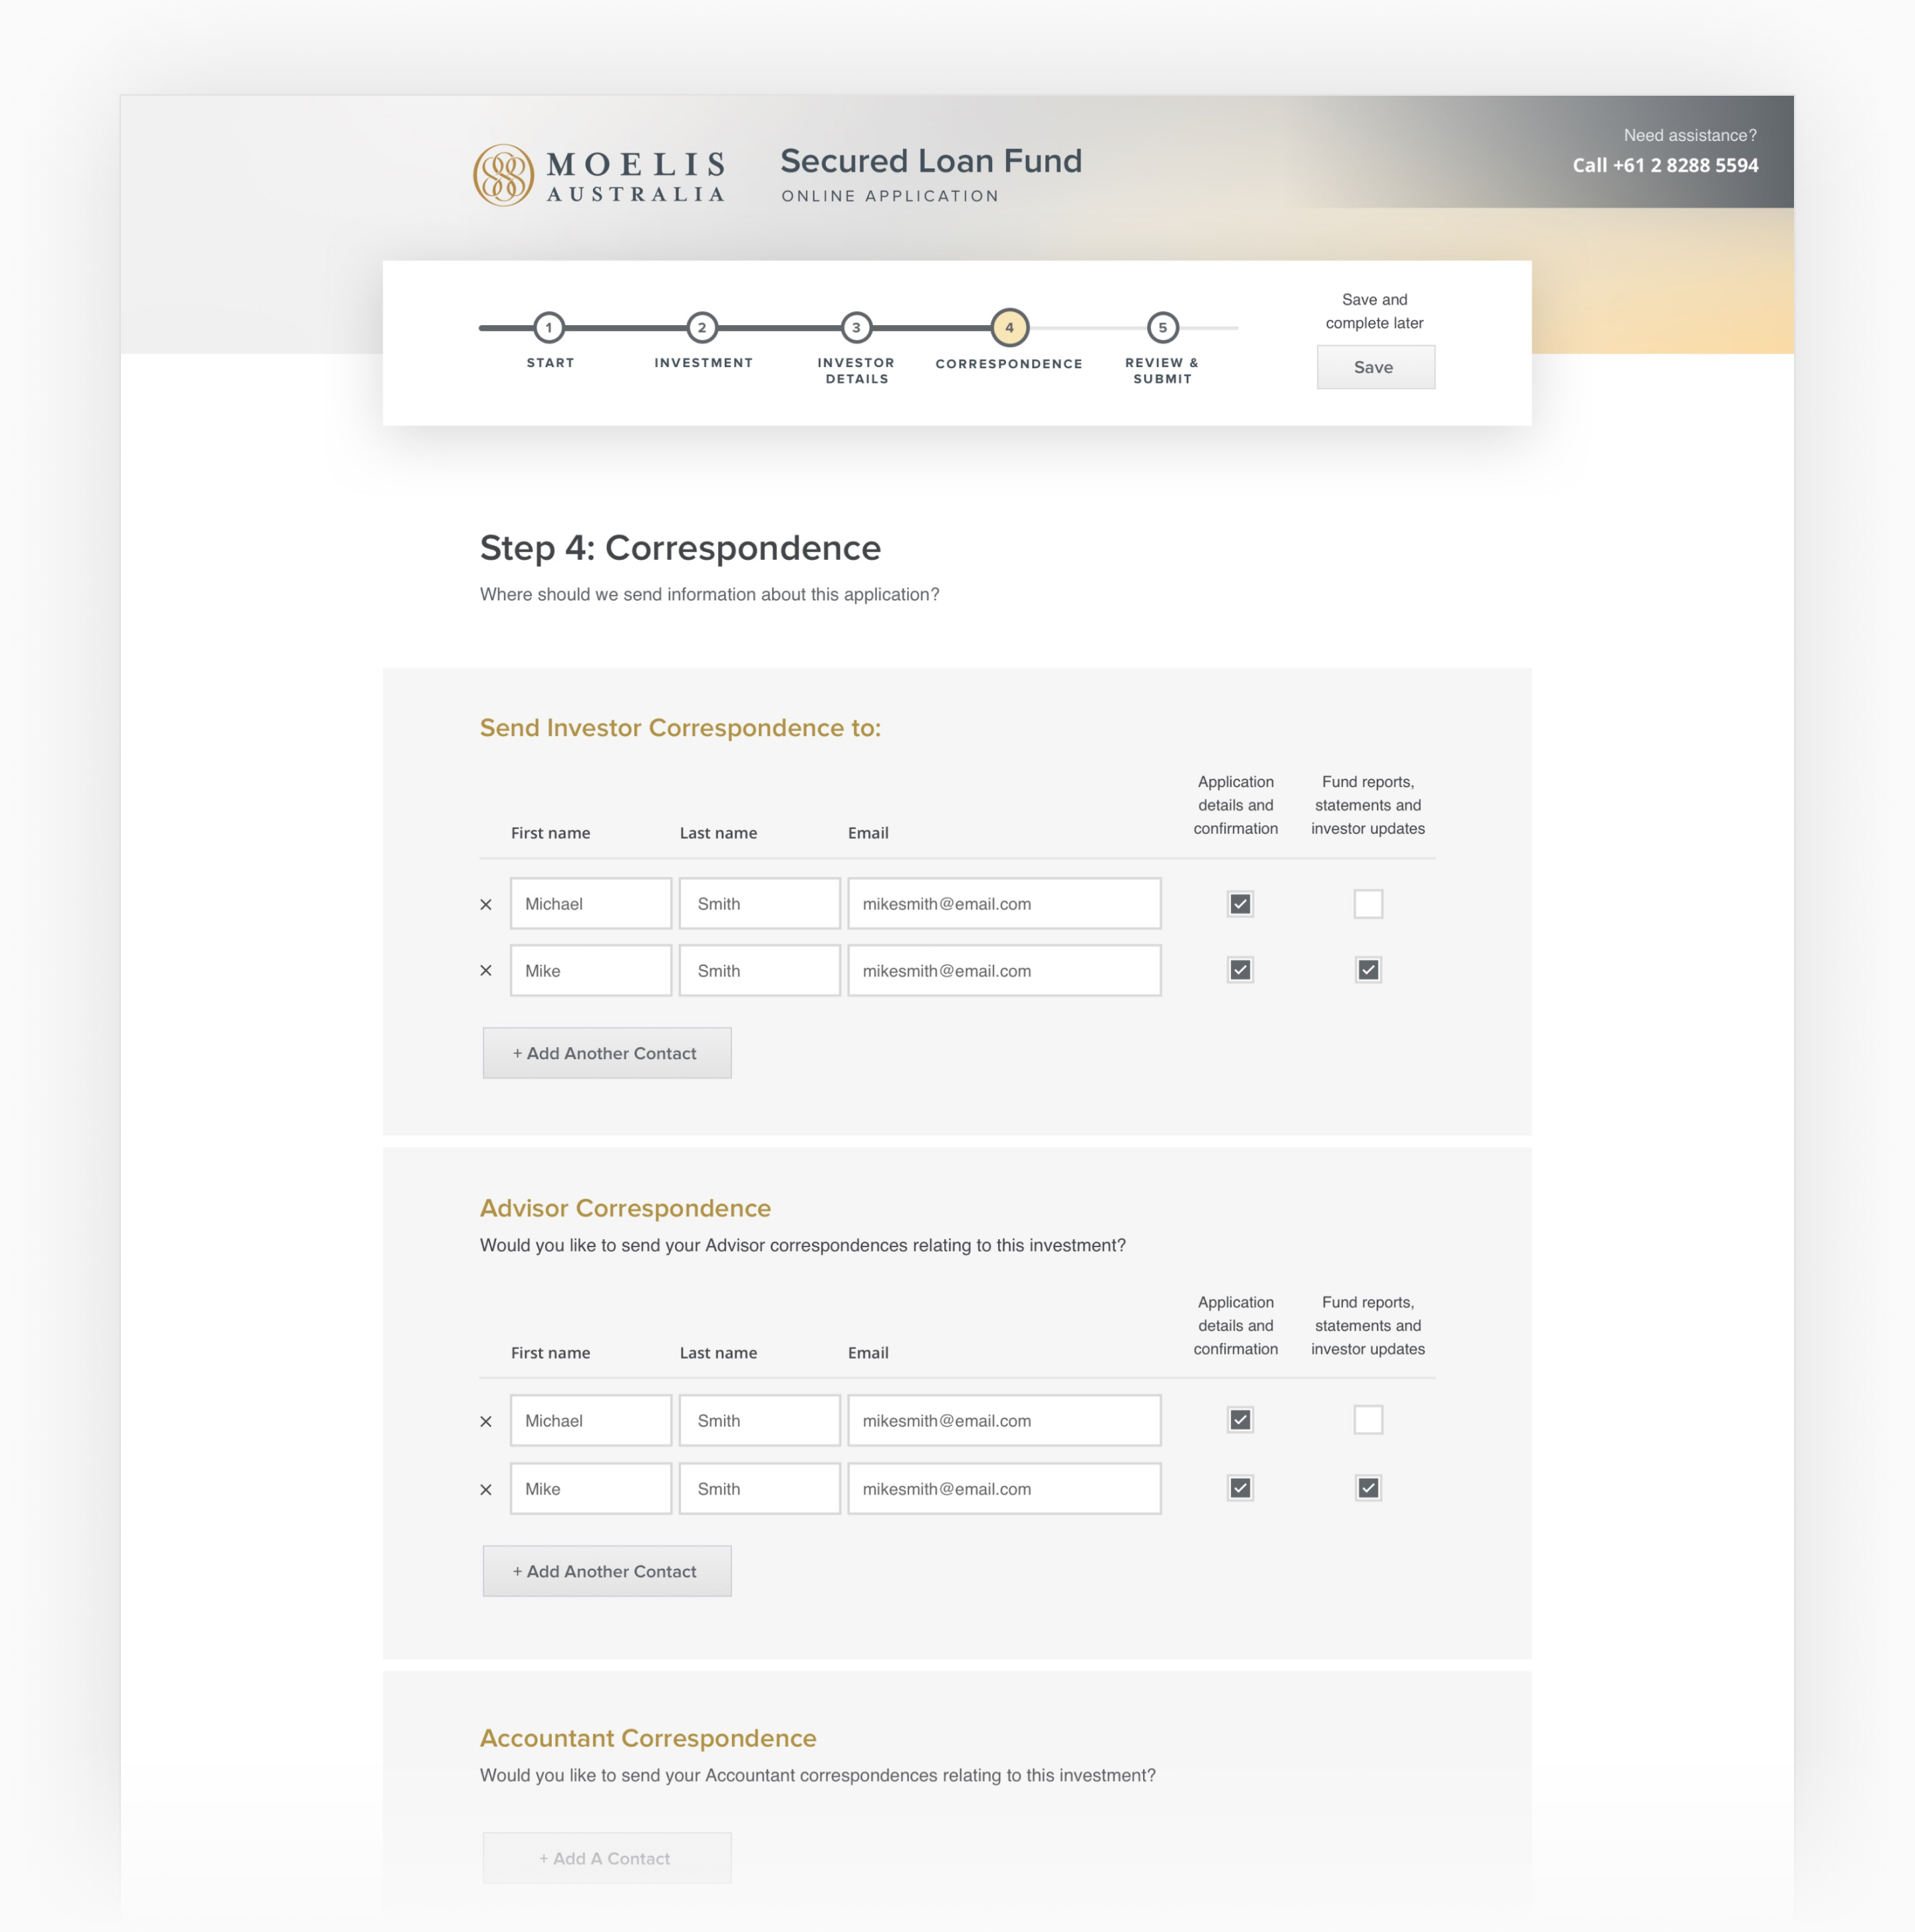 MOELIS
AUSTRALIA
Secured Loan Fund
ONLINE APPLICATION
Need assistance?
Call +61 2 8288 5594
1
2
3
4
5
START
INVESTMENT
INVESTOR
DETAILS
CORRESPONDENCE
REVIEW &
SUBMIT
Save and
complete later
Save
Step 4: Correspondence
Where should we send information about this application?
Send Investor Correspondence to:
First name
Last name
Email
Application
details and
confirmation
Fund reports,
statements and
investor updates
Michael
Smith
mikesmith@email.com
Mike
Smith
mikesmith@email.com
+ Add Another Contact
Advisor Correspondence
Would you like to send your Advisor correspondences relating to this investment?
First name
Last name
Email
Application
details and
confirmation
Fund reports,
statements and
investor updates
Michael
Smith
mikesmith@email.com
Mike
Smith
mikesmith@email.com
+ Add Another Contact
Accountant Correspondence
Would you like to send your Accountant correspondences relating to this investment?
+ Add A Contact